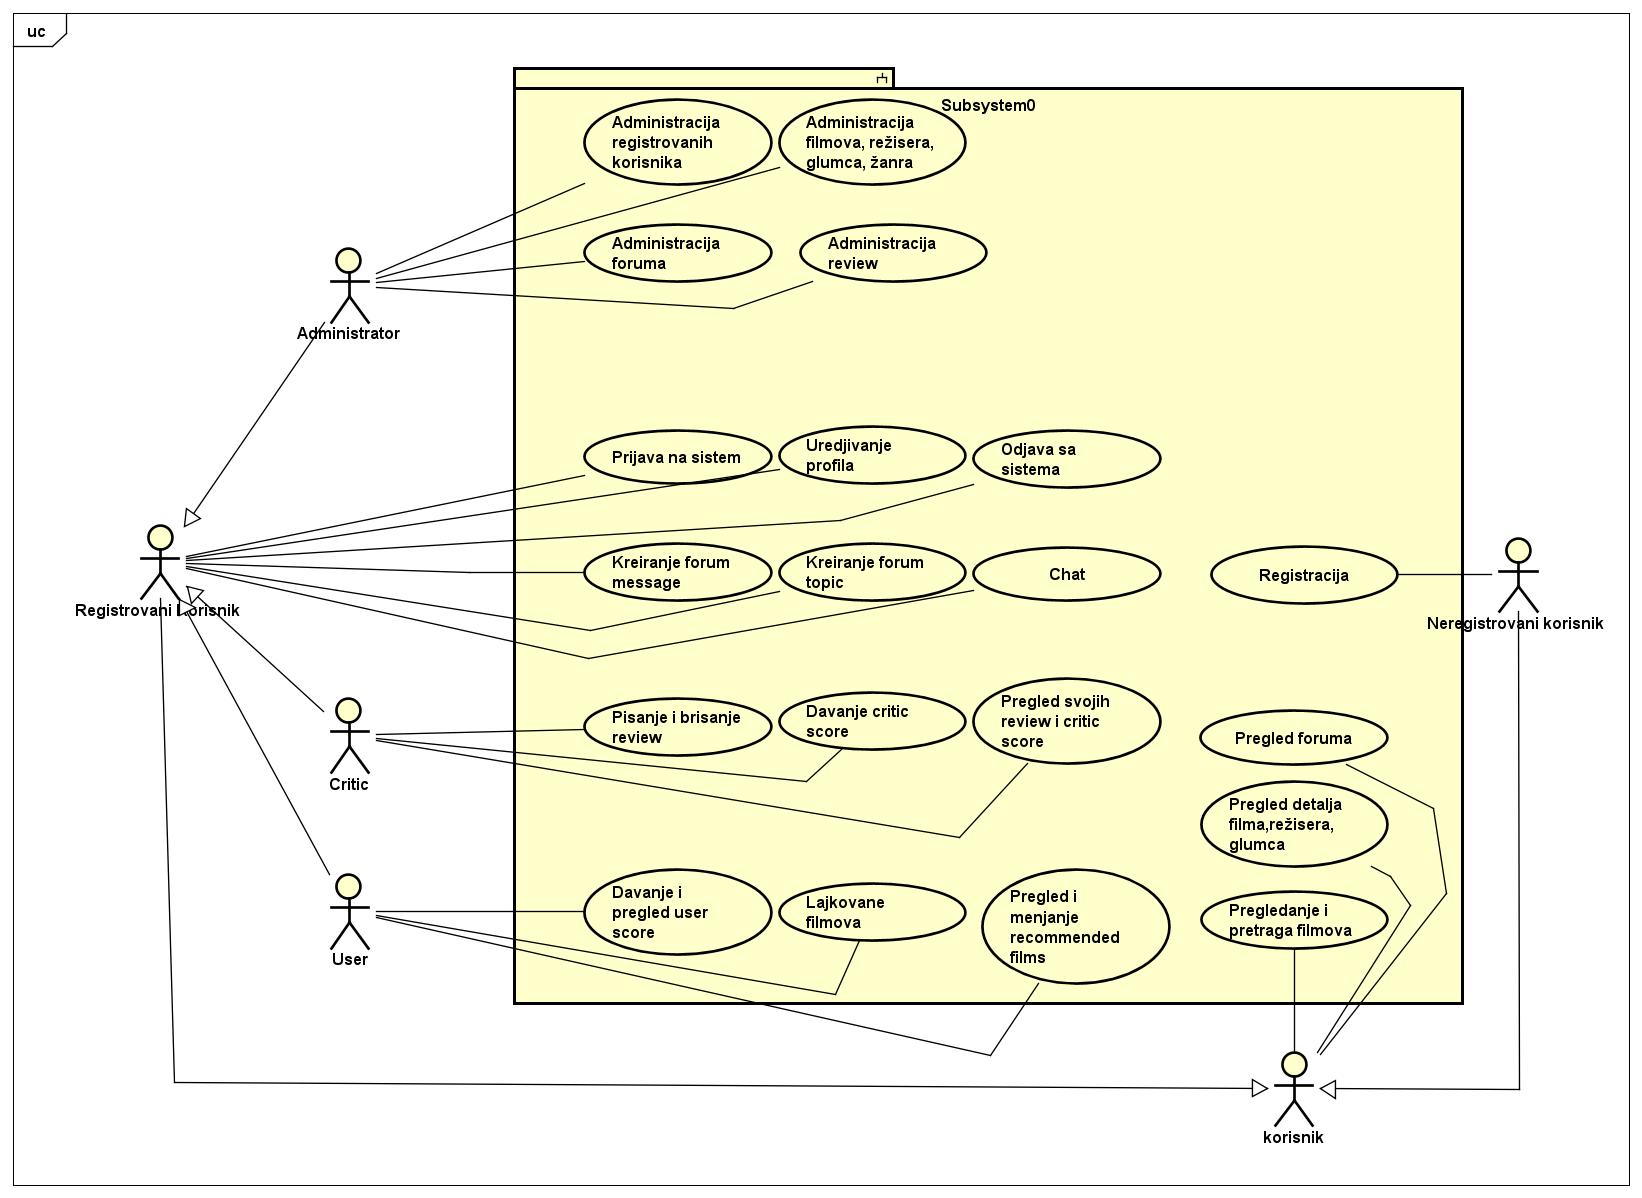 uc
Subsystem0
Administracija
registrovanih
korisnika
Administracija
filmova, režisera,
glumca, žanra
Administracija
foruma
Administracija
review
Administrator
Prijava na sistem
Uredjivanje
profila
Odjava sa
sistema
Kreiranje forum
message
Kreiranje forum
topic
Chat
Registracija
Registrovani korisnik
Neregistrovani korisnik
Pisanje i brisanje
review
Davanje critic
score
Pregled svojih
review i critic
score
Pregled foruma
Critic
Pregled detalja
filma,režisera,
glumca
Davanje i
pregled user
score
Lajkovane
filmova
Pregled i
menjanje
recommended
films
Pregledanje i
pretraga filmova
User
korisnik